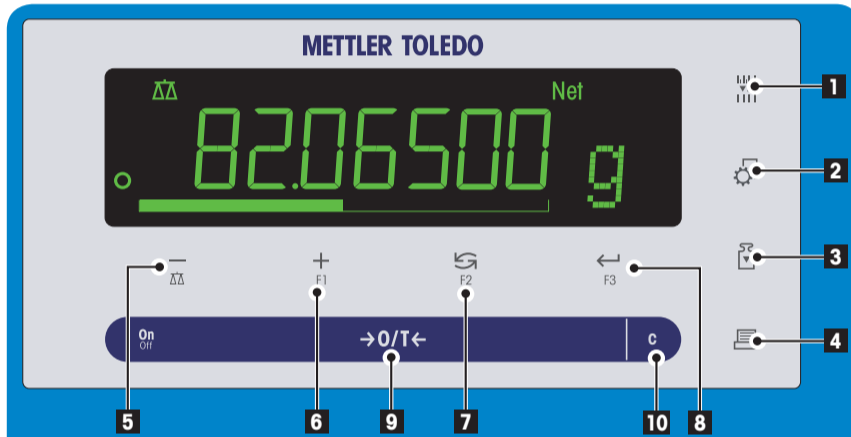 METTLER TOLEDO
Net
82.06500 g
1
2
3
4
F1
F2
F3
On
Off
→0/T←
C
5
6
9
7
10
8